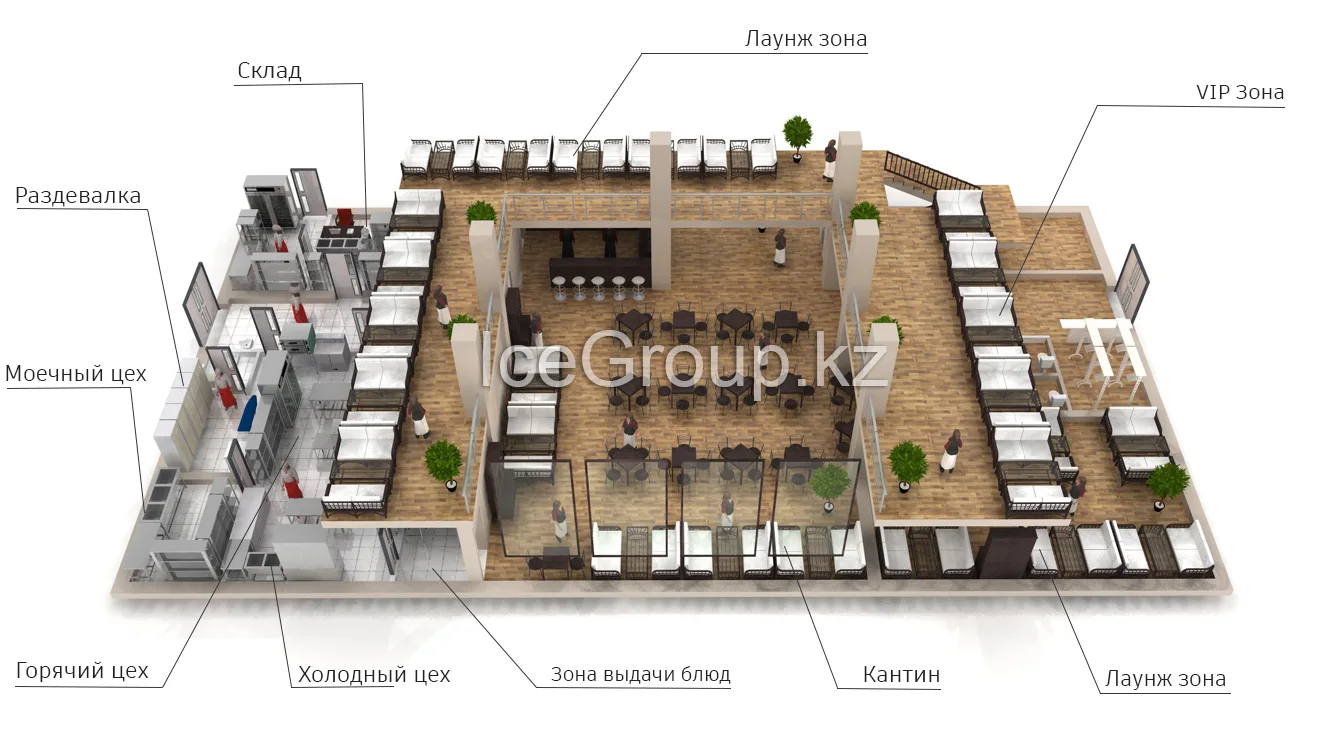 Лаунж зона
Склад
VIP Зона
Раздевалка
IceGroup.kz
Моечный цех
Горячий цех
Холодный цех
Зона выдачи блюд
Кантин
Лаунж зона